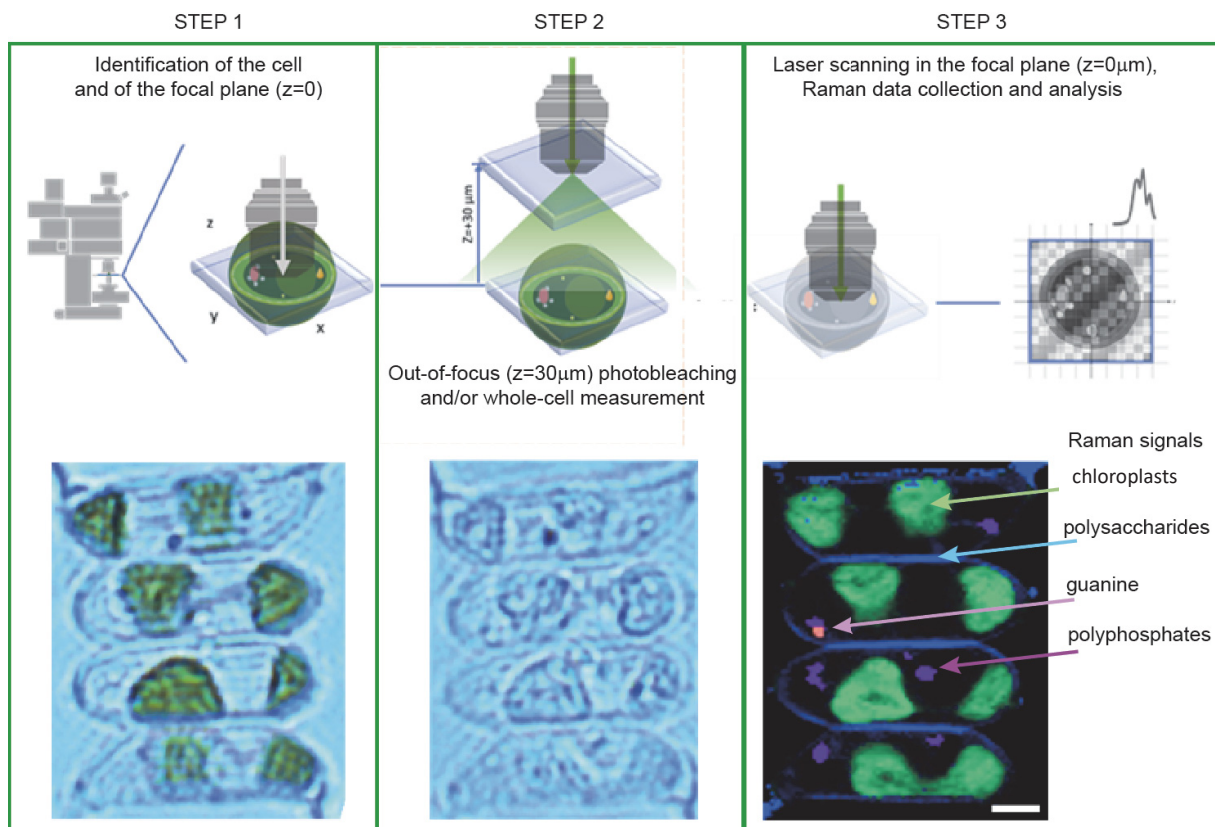 STEP 1
STEP 2
STEP 3
Identification of the cell
and of the focal plane (z=0)
Laser scanning in the focal plane (z=0μm),
Raman data collection and analysis
z
y
x
Z=+30 μm
Out-of-focus (z=30μm) photobleaching
and/or whole-cell measurement
Raman signals
chloroplasts
polysaccharides
guanine
polyphosphates